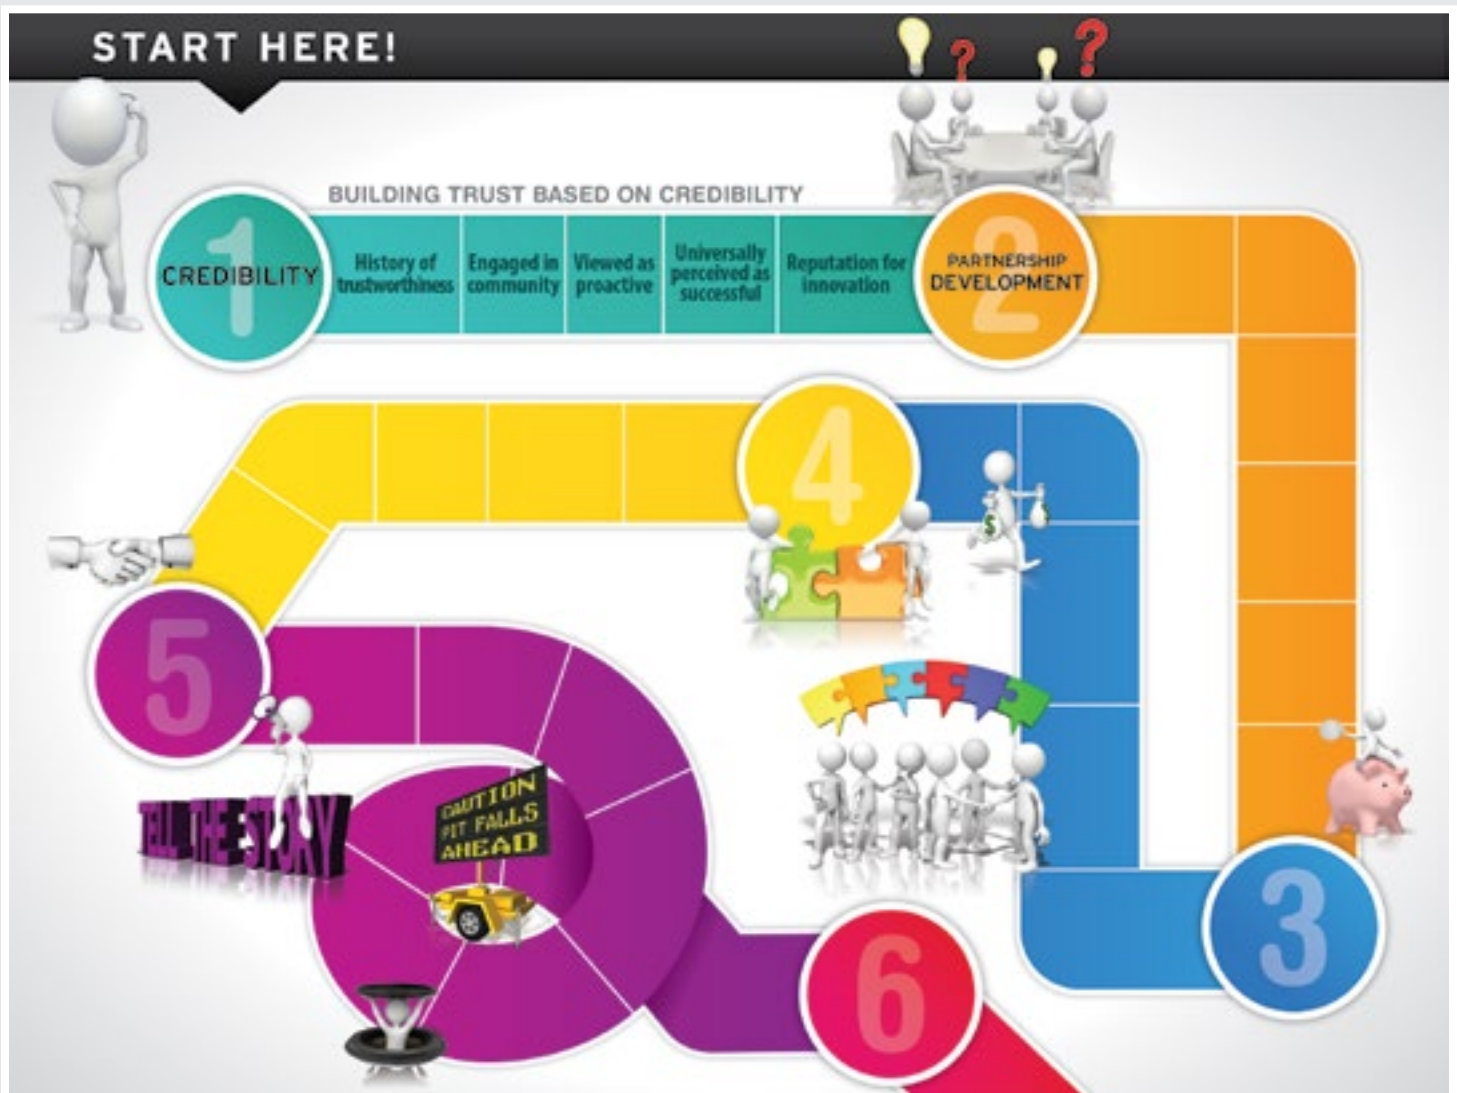 START HERE!
BUILDING TRUST BASED ON CREDIBILITY
1
CREDIBILITY
History of
trustworthiness
Engaged in
community
Viewed as
proactive
Universally
perceived as
successful
Reputation for
innovation
2
PARTNERSHIP
DEVELOPMENT
? ?
4
$
5
TELL THE STORY
CAUTION
PIT FALLS
AHEAD
3
6